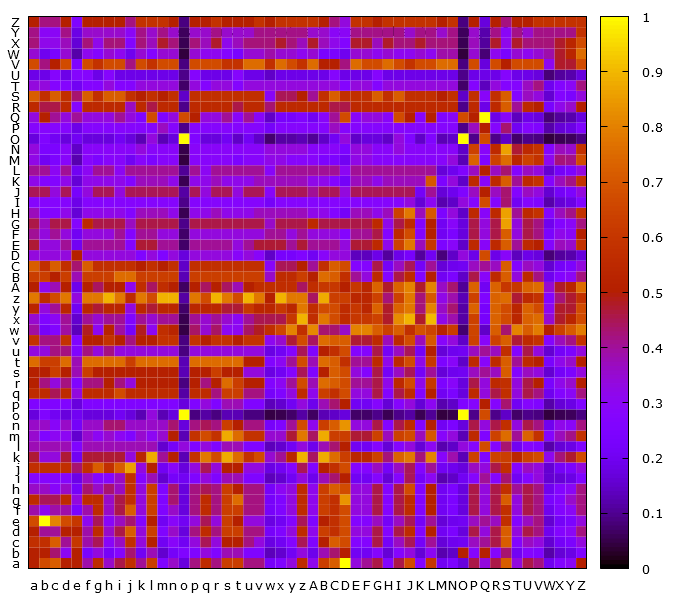 Z
Y
X
W
V
U
T
S
R
Q
P
O
N
M
L
K
J
I
H
G
F
E
D
C
B
A
z
y
x
w
v
u
t
s
r
q
p
o
n
m
l
k
j
i
h
g
f
e
d
c
b
a
a b c d e f g h i j k l m n o p q r s t u v w x y z A B C D E F G H I J K L M N O P Q R S T U V W X Y Z
1
0.9
0.8
0.7
0.6
0.5
0.4
0.3
0.2
0.1
0